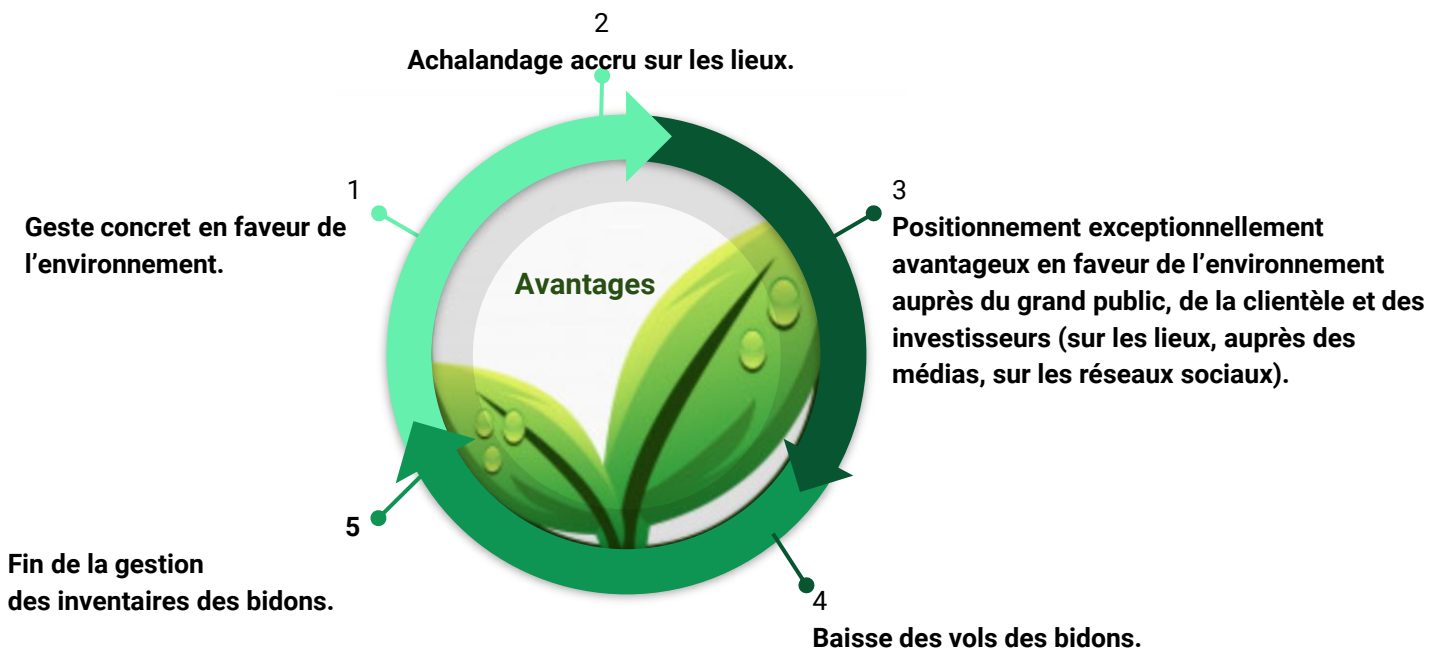 2
Achalandage accru sur les lieux.
1
Geste concret en faveur de
l’environnement.
3
Positionnement exceptionnellement
avantageux en faveur de l’environnement
auprès du grand public, de la clientèle et des
investisseurs (sur les lieux, auprès des
médias, sur les réseaux sociaux).
Avantages
5
Fin de la gestion
des inventaires des bidons.
4
Baisse des vols des bidons.